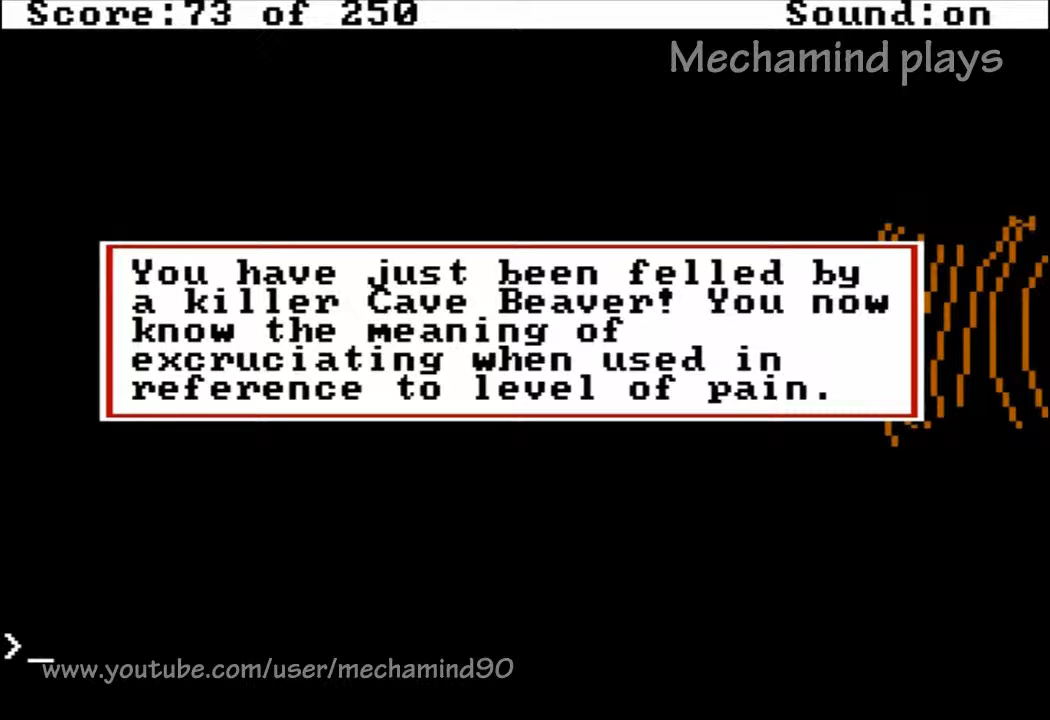 Score:73 of 250 Sound:on
Mechamind plays
You have just been felled by
a killer Cave Beaver! You now
know the meaning of
excruciating when used in
reference to level of pain.
>_
www.youtube.com/user/mechamind90